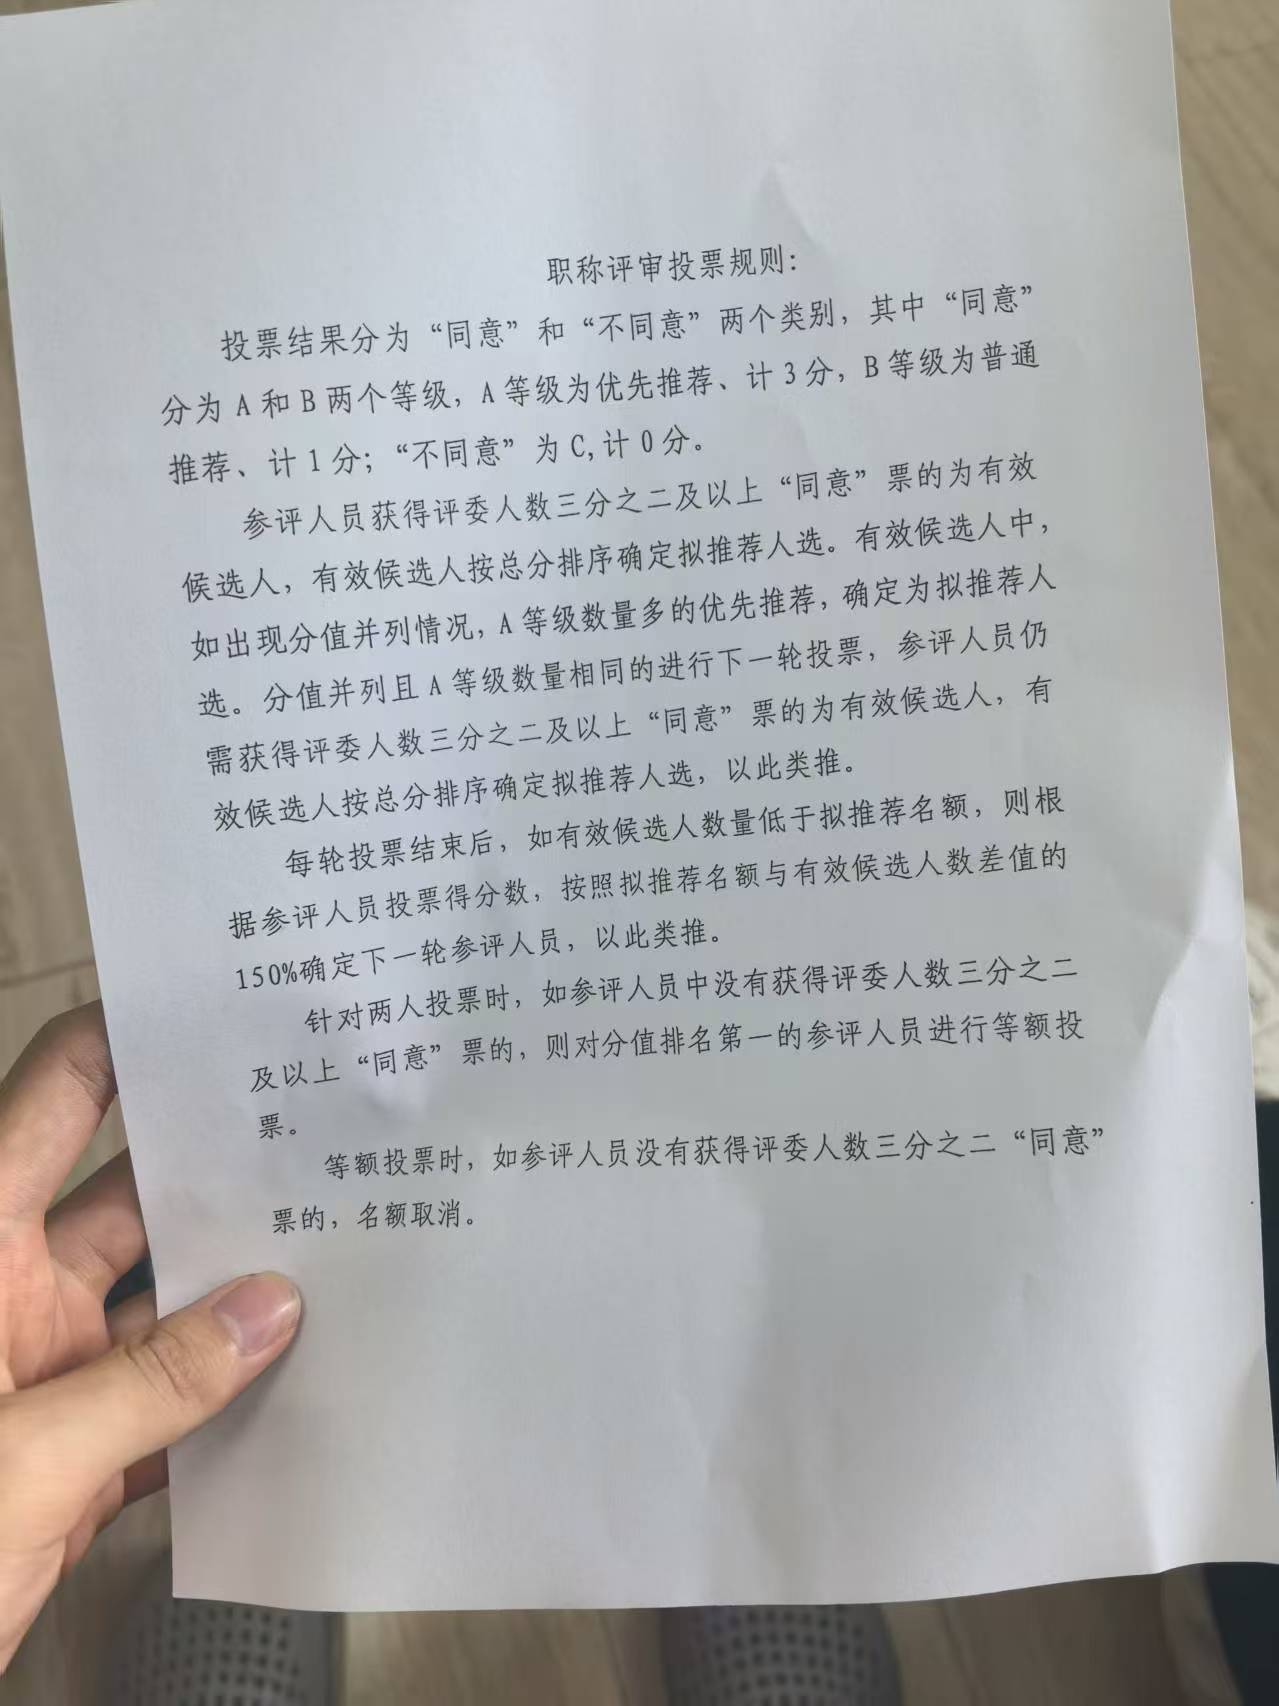 职称评审投票规则：
投票结果分为“同意”和“不同意”两个类别，其中“同意”
分为 A 和 B 两个等级，A 等级为优先推荐、计 3 分，B 等级为普通
推荐、计 1 分；“不同意”为 C,计 0 分。
参评人员获得评委人数三分之二及以上“同意”票的为有效
候选人，有效候选人按总分排序确定拟推荐人选。有效候选人中，
如出现分值并列情况，A 等级数量多的优先推荐，确定为拟推荐人
选。分值并列且 A 等级数量相同的进行下一轮投票，参评人员仍
需获得评委人数三分之二及以上“同意”票的为有效候选人，有
效候选人按总分排序确定拟推荐人选，以此类推。
每轮投票结束后，如有效候选人数量低于拟推荐名额，则根
据参评人员投票得分数，按照拟推荐名额与有效候选人数差值的
150%确定下一轮参评人员，以此类推。
针对两人投票时，如参评人员中没有获得评委人数三分之二
及以上“同意”票的，则对分值排名第一的参评人员进行等额投
票。
等额投票时，如参评人员没有获得评委人数三分之二“同意”
票的，名额取消。